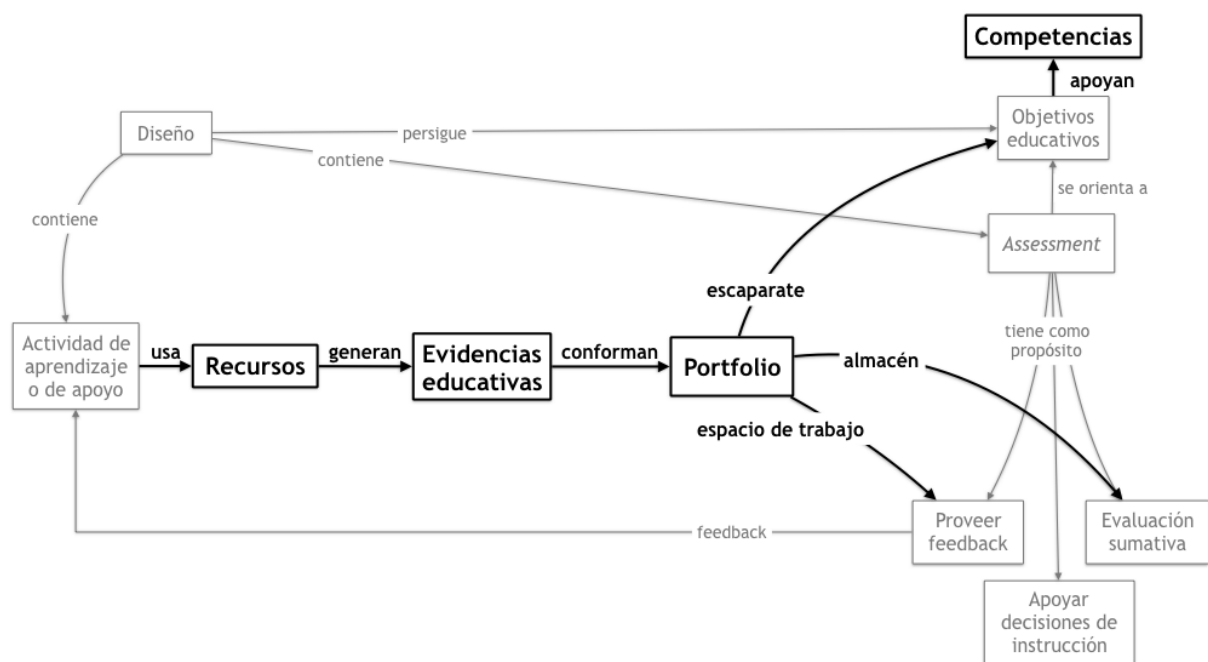 Competencias
apoyan
Objetivos
educativos
Diseño
persigue
contiene
se orienta a
contiene
Assessment
escaparate
Actividad de
aprendizaje
o de apoyo
usa
Recursos
generan
Evidencias
educativas
conforman
Portfolio
almacén
tiene como
propósito
espacio de trabajo
feedback
Proveer
feedback
Evaluación
sumativa
Apoyar
decisiones de
instrucción